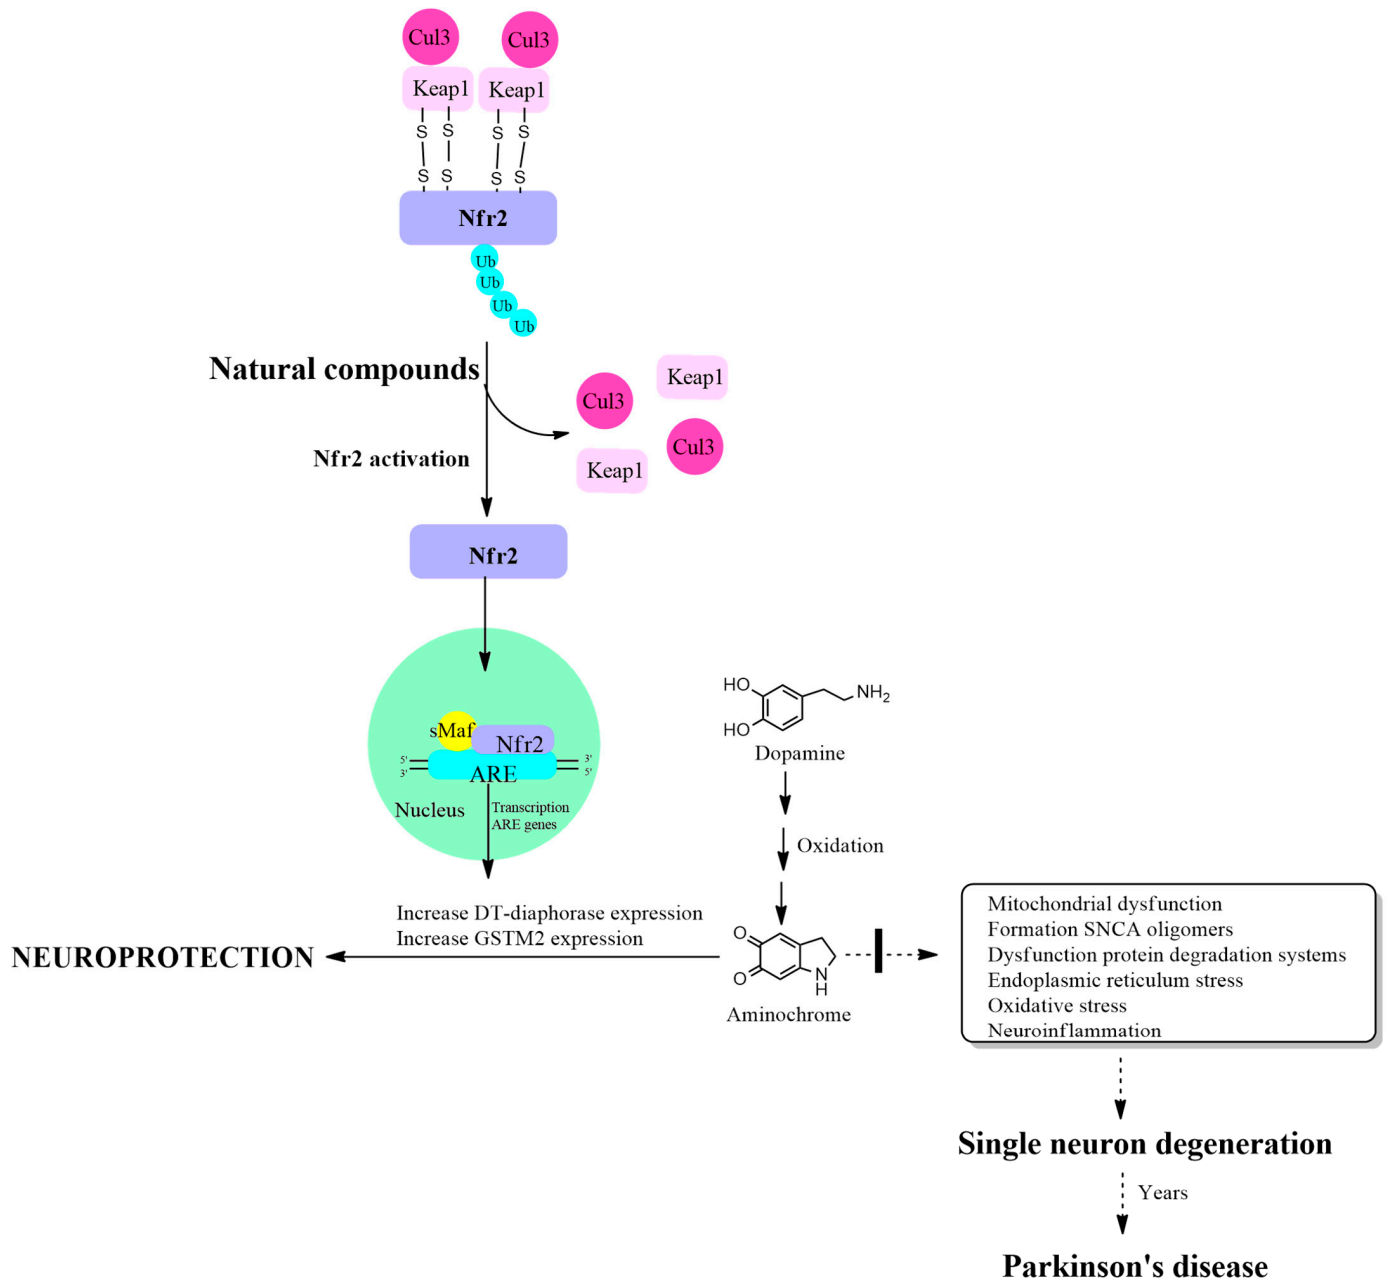 Cul3
Cul3
Keap1
Keap1
S
S
S
S
S
S
S
S
Nfr2
Ub
Ub
Ub
Ub
Natural compounds
Keap1
Cul3
Cul3
Nfr2 activation
Keap1
Nfr2
sMaf
Nfr2
5'
3'
3'
5'
ARE
Nucleus
Transcription
ARE genes
HO
NH2
HO
Dopamine
Oxidation
Increase DT-diaphorase expression
Increase GSTM2 expression
NEUROPROTECTION
O
O
N
H
Aminochrome
Mitochondrial dysfunction
Formation SNCA oligomers
Dysfunction protein degradation systems
Endoplasmic reticulum stress
Oxidative stress
Neuroinflammation
Single neuron degeneration
Years
Parkinson's disease